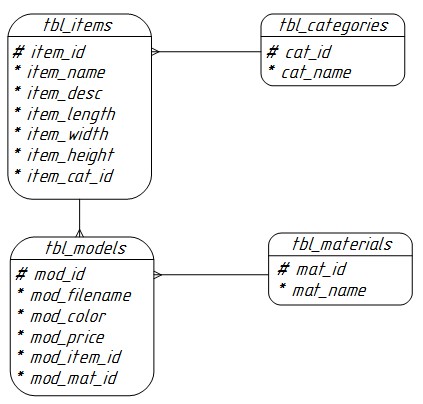 tbl_items
# item_id
* item_name
* item_desc
* item_length
* item_width
* item_height
* item_cat_id
tbl_categories
# cat_id
* cat_name
tbl_models
# mod_id
* mod_filename
* mod_color
* mod_price
* mod_item_id
* mod_mat_id
tbl_materials
# mat_id
* mat_name